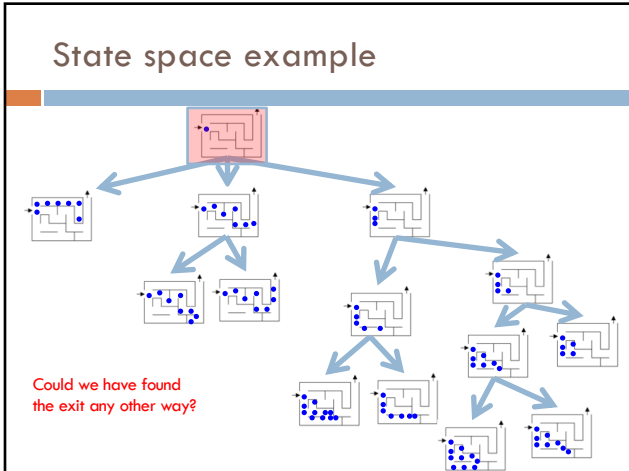 State space example
Could we have found
the exit any other way?